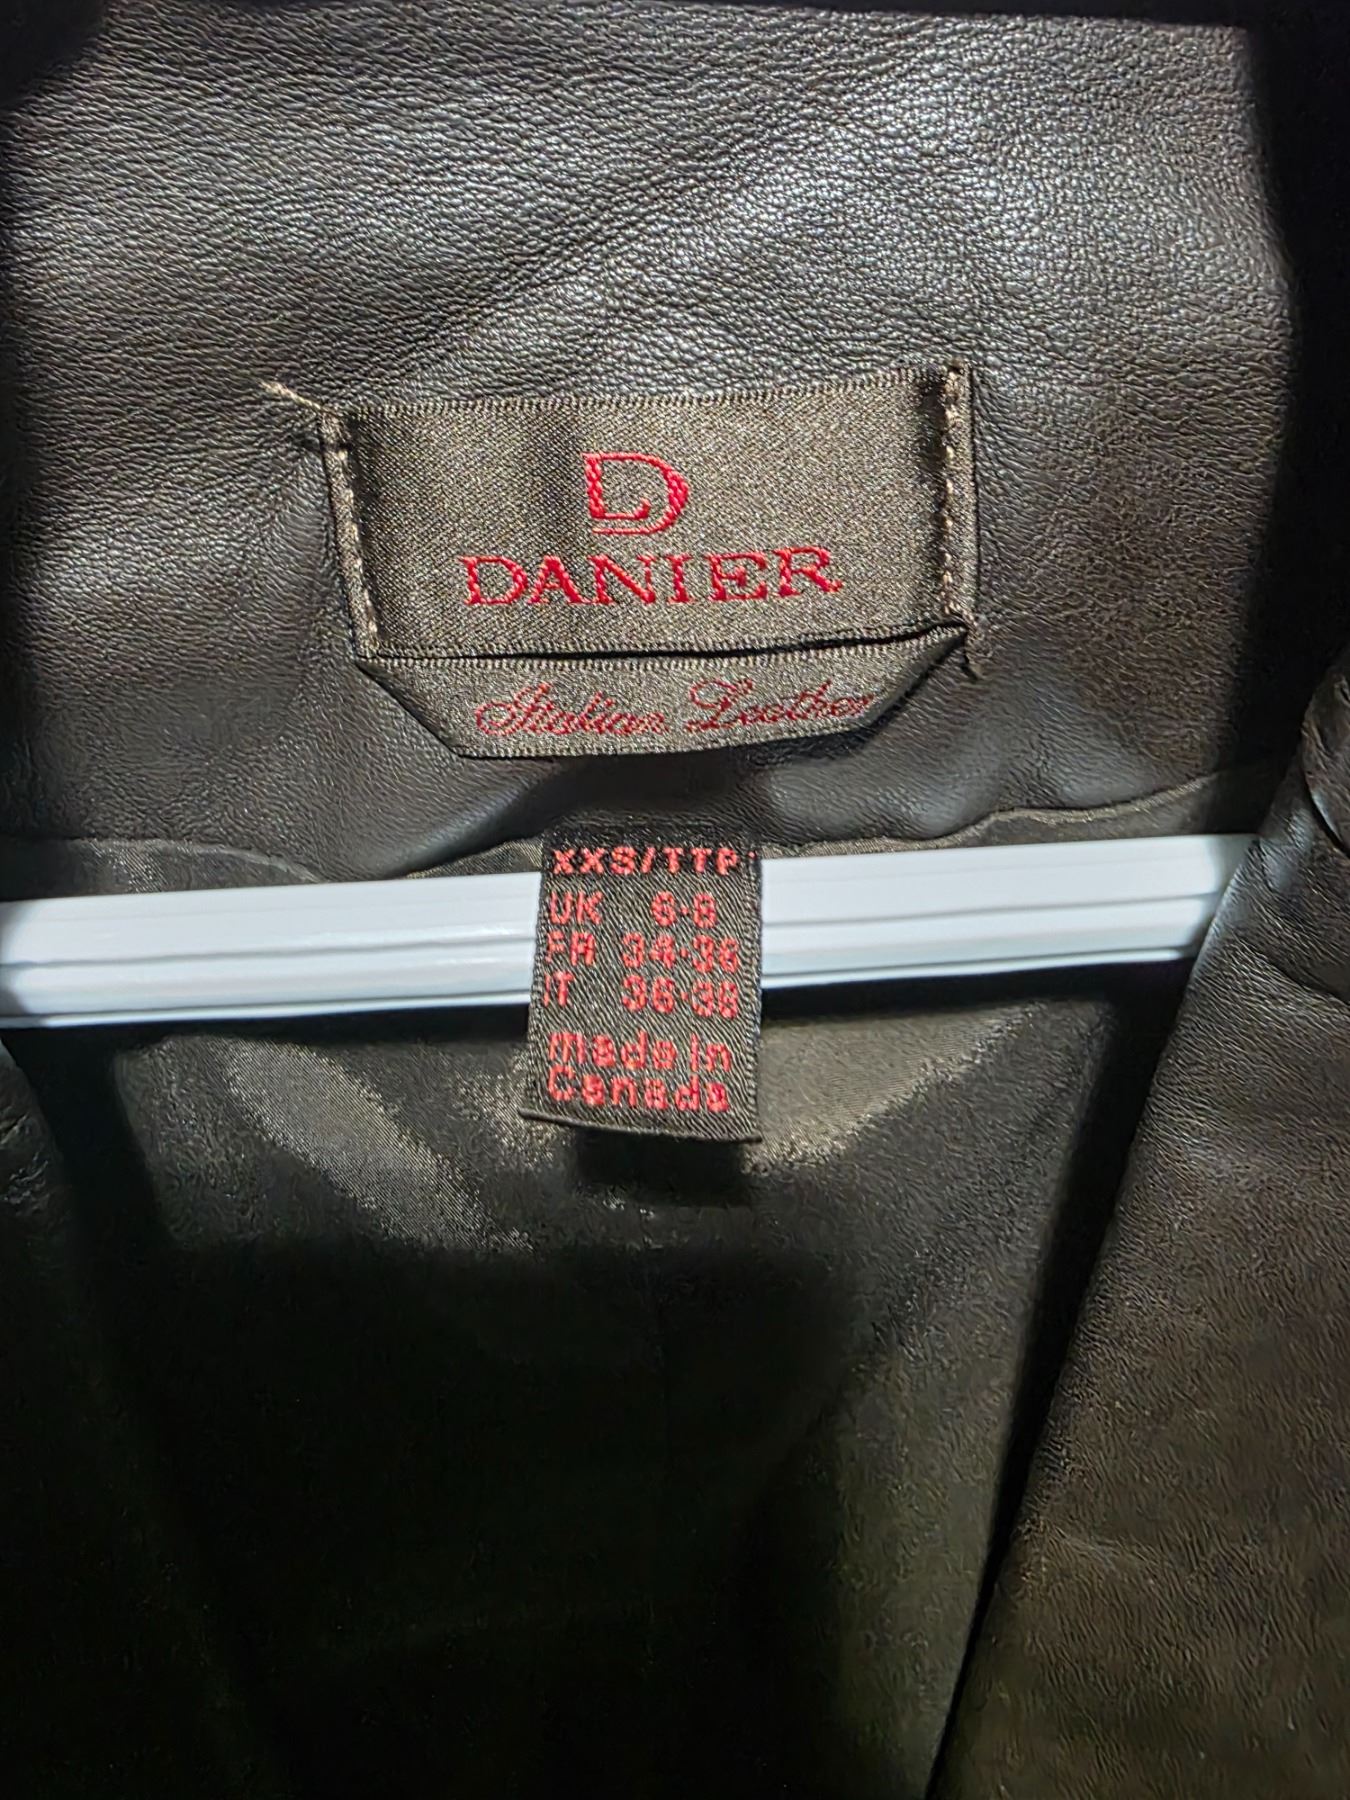 DANIER
Italian Leather
XXS/TTP
UK 6-8
FR 34-36
IT 36-38
made in
Canada